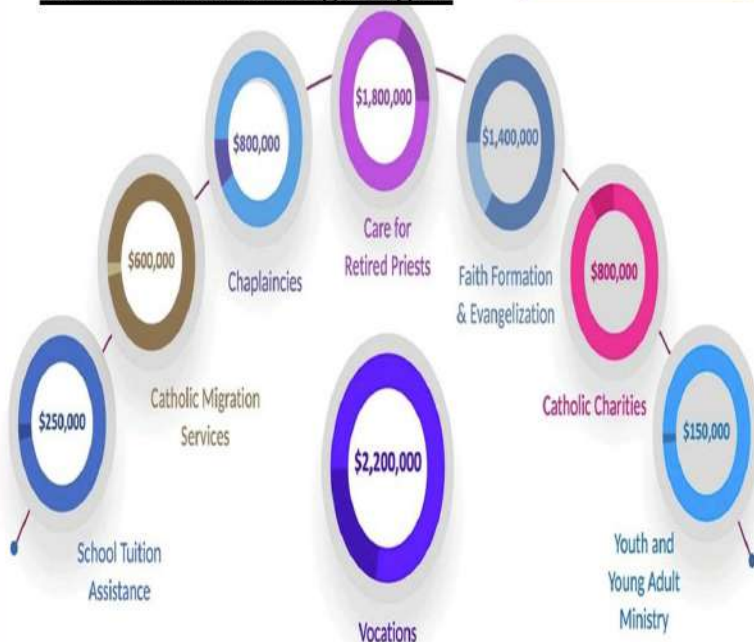 $250,000
School Tuition
Assistance
$600,000
Catholic Migration
Services
$800,000
Chaplaincies
$1,800,000
Care for
Retired Priests
$1,400,000
Faith Formation
& Evangelization
$800,000
Catholic Charities
$150,000
Youth and
Young Adult
Ministry
$2,200,000
Vocations